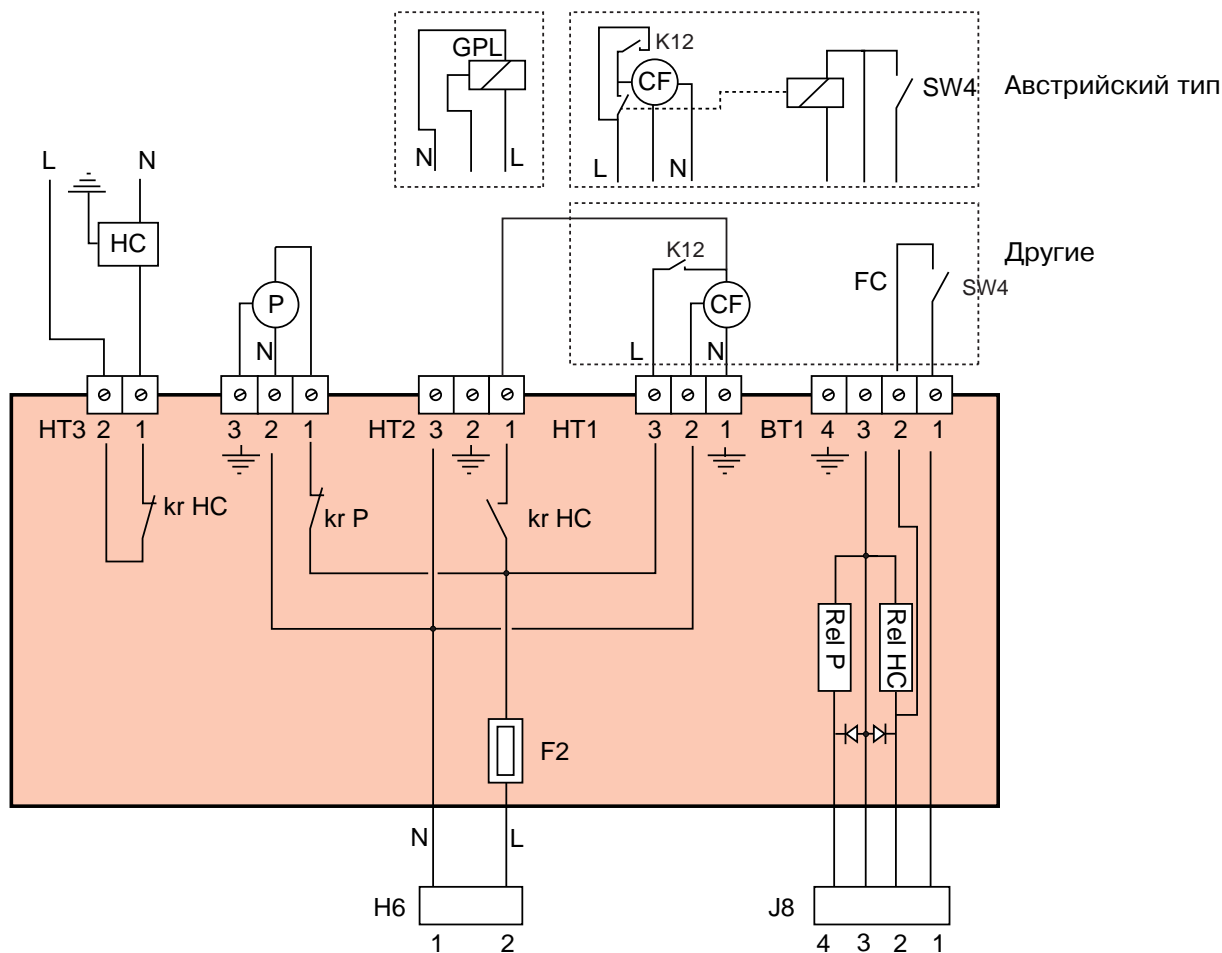 GPL
N
L
K12
CF
L
N
SW4
Австрийский тип
L
N
HC
P
N
K12
CF
L
N
FC
SW4
Другие
HT3 2 1
3 2 1
HT2 3 2 1
HT1 3 2 1
BT1 4 3 2 1
kr HC
kr P
kr HC
Rel P
Rel HC
F2
N
L
H6
1 2
J8
4 3 2 1